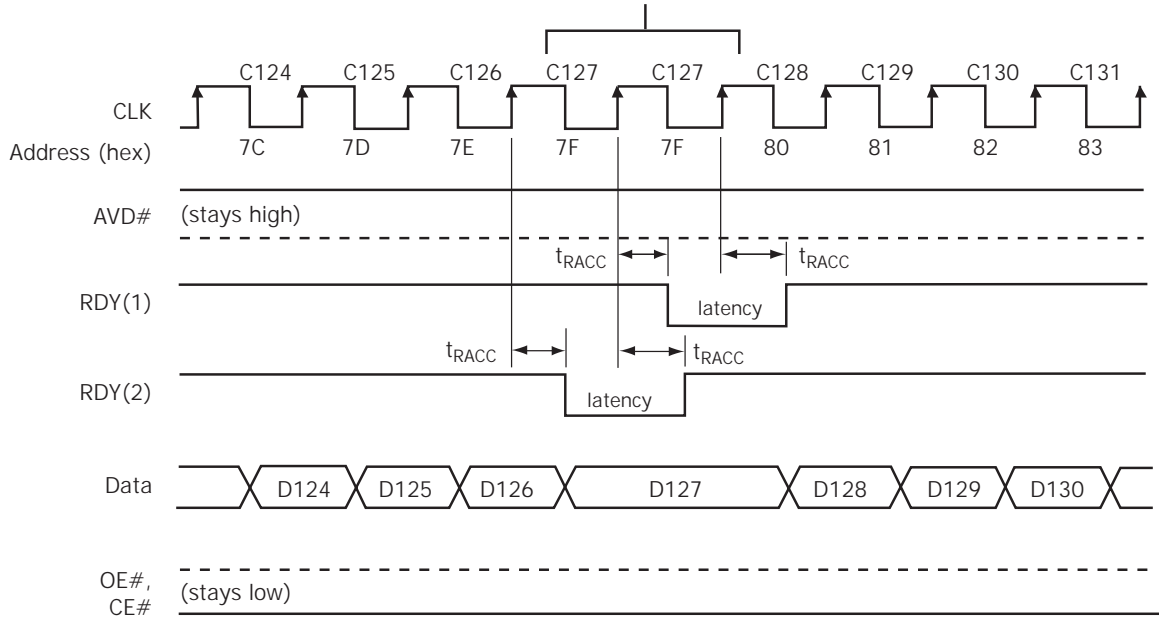 C124 C125 C126 C127 C127 C128 C129 C130 C131
CLK
Address (hex) 7C 7D 7E 7F 7F 80 81 82 83
AVD# (stays high)
tRACC tRACC
RDY(1) latency
tRACC tRACC
RDY(2) latency
Data D124 D125 D126 D127 D128 D129 D130
OE#, (stays low)
CE#